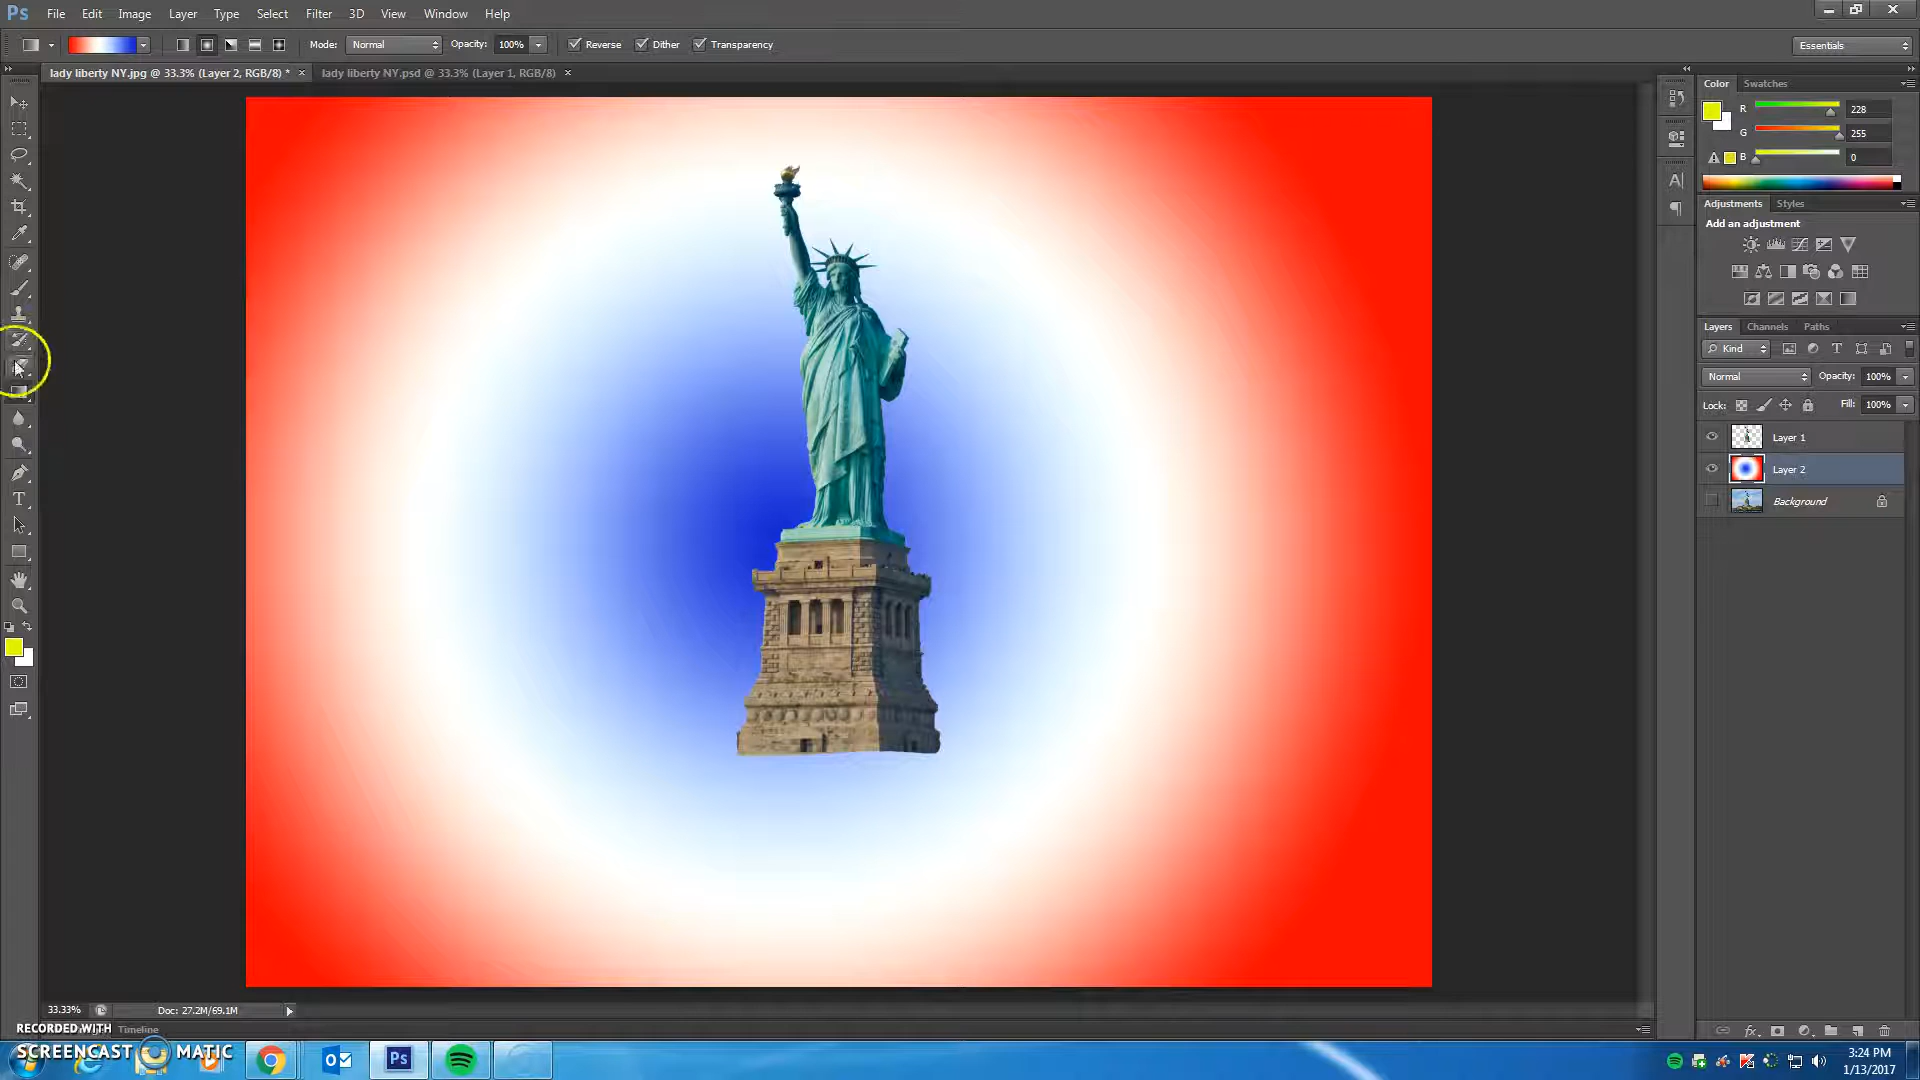 Ps File Edit Image Layer Type Select Filter 3D View Window Help
Mode: Normal Opacity: 100% Reverse Dither Transparency Essentials
lady liberty NY.jpg @ 33.3% (Layer 2, RGB/8) * × lady liberty NY.psd @ 33.3% (Layer 1, RGB/8) ×
Color Swatches
R 228
G 255
B 0
Adjustments Styles
Add an adjustment
Layers Channels Paths
Kind
Normal Opacity: 100%
Lock: Fill: 100%
Layer 1
Layer 2
Background
33.33% Doc: 27.2M/69.1M
Timeline
RECORDED WITH
SCREENCAST MATIC
Ps
3:24 PM
1/13/2017